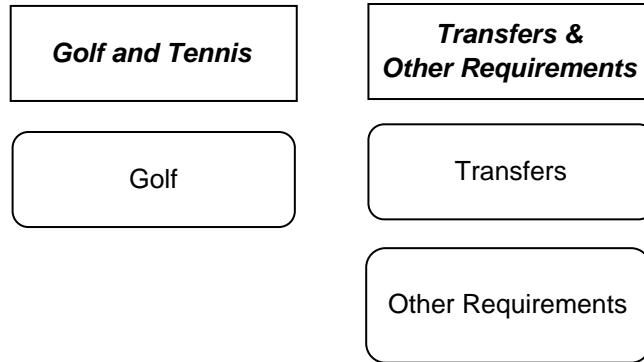 Golf and Tennis
Golf
Transfers &
Other Requirements
Transfers
Other Requirements